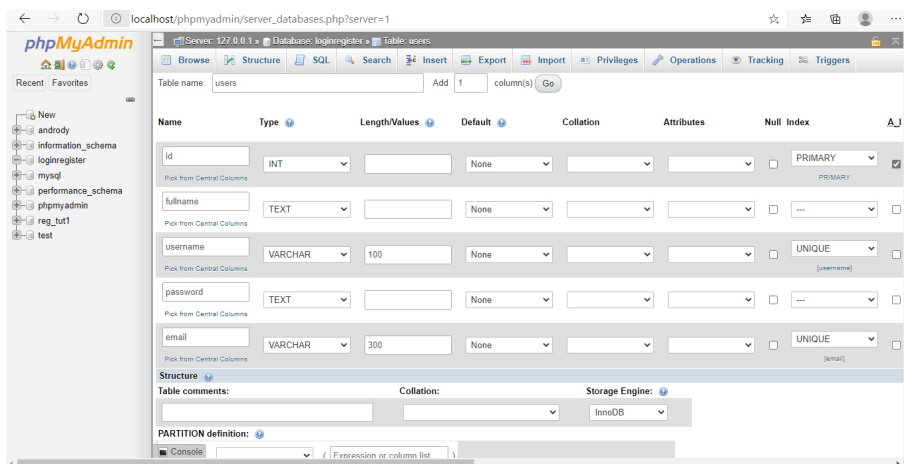 localhost/phpmyadmin/server_databases.php?server=1
phpMyAdmin
Recent Favorites
New
andrody
information_schema
loginregister
mysql
performance_schema
phpmyadmin
reg_tut1
test
Server: 127.0.0.1 » Database: loginregister » Table: users
Browse Structure SQL Search Insert Export Import Privileges Operations Tracking Triggers
Table name: users Add 1 column(s) Go
Name Type Length/Values Default Collation Attributes Null Index A_I
id INT None PRIMARY
Pick from Central Columns PRIMARY
fullname TEXT None ---
Pick from Central Columns
username VARCHAR 100 None UNIQUE
Pick from Central Columns [username]
password TEXT None ---
Pick from Central Columns
email VARCHAR 300 None UNIQUE
Pick from Central Columns [email]
Structure
Table comments: Collation: Storage Engine:
InnoDB
PARTITION definition:
Console ( Expression or column list )